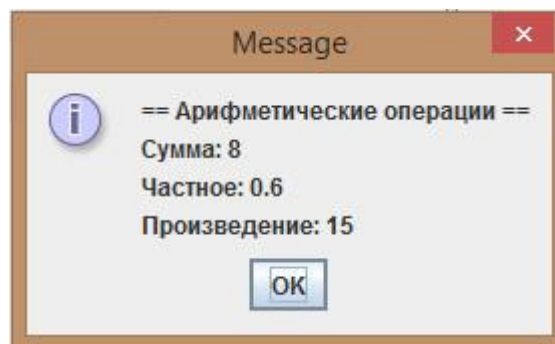 Message
== Арифметические операции ==
Сумма: 8
Частное: 0.6
Произведение: 15
OK